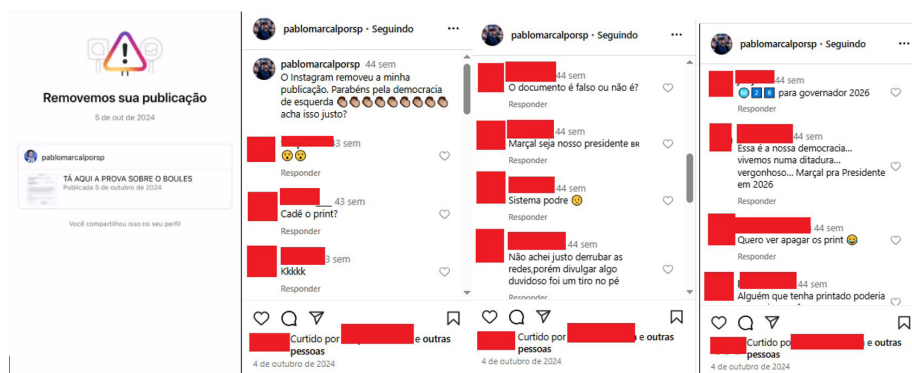 Removemos sua publicação
5 de out de 2024
pablomarcalporsp
TÁ AQUI A PROVA SOBRE O BOULES
Publicada 5 de outubro de 2024
Você compartilhou isso no seu perfil
pablomarcalporsp • Seguindo
pablomarcalporsp 44 sem
O Instagram removeu a minha
publicação. Parabéns pela democracia
de esquerda 👏🏽👏🏽👏🏽👏🏽👏🏽👏🏽👏🏽👏🏽👏🏽
acha isso justo?
3 sem
😯😯
Responder
43 sem
Cadê o print?
Responder
3 sem
Kkkkk
Responder
Curtido por e outras
pessoas
4 de outubro de 2024
pablomarcalporsp • Seguindo
44 sem
O documento é falso ou não é?
Responder
44 sem
Marçal seja nosso presidente BR
Responder
44 sem
Sistema podre 🥲
Responder
44 sem
Não achei justo derrubar as
redes,porém divulgar algo
duvidoso foi um tiro no pé
Responder
Curtido por e outras
pessoas
4 de outubro de 2024
pablomarcalporsp • Seguindo
44 sem
Ⓜ️2️⃣8️⃣ para governador 2026
Responder
44 sem
Essa é a nossa democracia...
vivemos numa ditadura...
vergonhoso... Marçal pra Presidente
em 2026
Responder
44 sem
Quero ver apagar os print
Responder
44 sem
Alguém que tenha printado poderia
Curtido por e outras
pessoas
4 de outubro de 2024